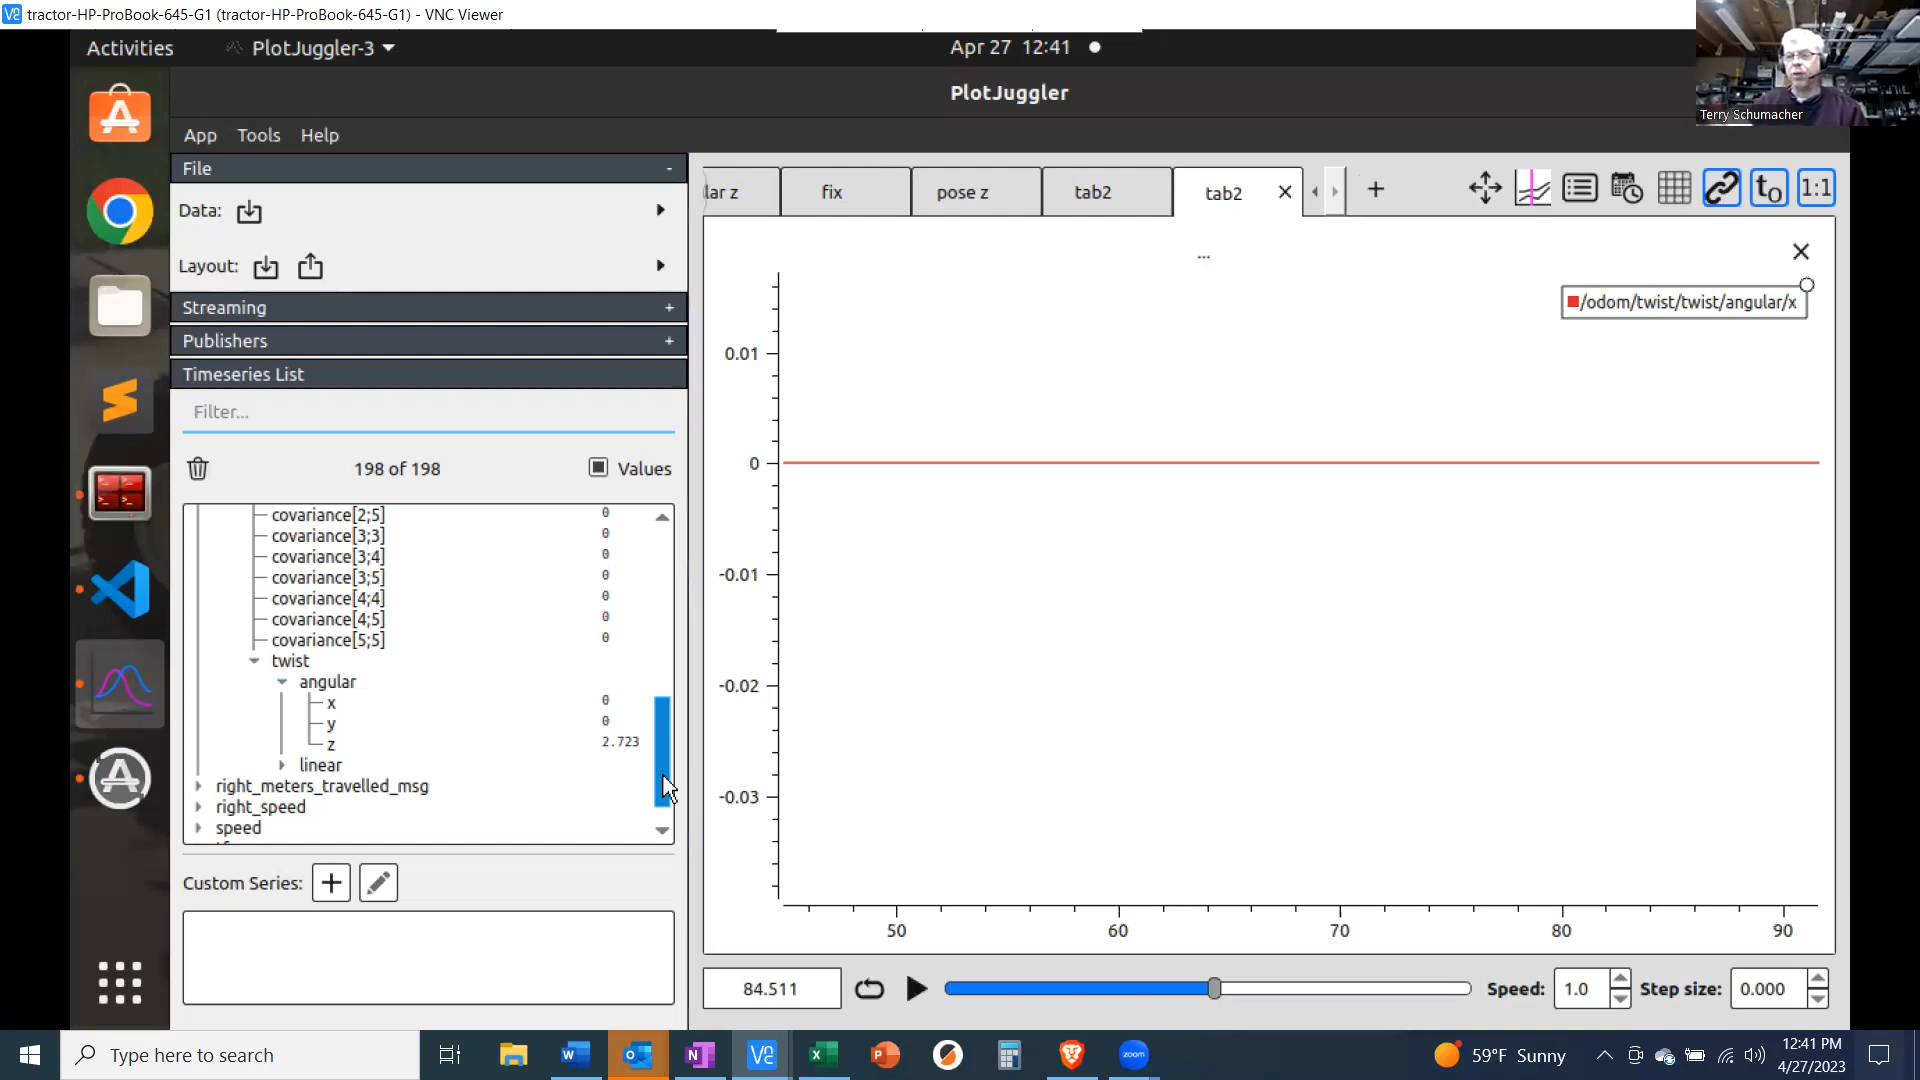 tractor-HP-ProBook-645-G1 (tractor-HP-ProBook-645-G1) - VNC Viewer
Activities
PlotJuggler-3
Apr 27 12:41
Terry Schumacher
PlotJuggler
App Tools Help
File -
Data:
Layout:
Streaming +
Publishers +
Timeseries List
Filter...
198 of 198
Values
covariance[2;5] 0
covariance[3;3] 0
covariance[3;4] 0
covariance[3;5] 0
covariance[4;4] 0
covariance[4;5] 0
covariance[5;5] 0
twist
angular
x 0
y 0
z 2.723
linear
right_meters_travelled_msg
right_speed
speed
Custom Series:
lar z
fix
pose z
tab2
tab2
to
1:1
...
/odom/twist/twist/angular/x
0.01
0
-0.01
-0.02
-0.03
50 60 70 80 90
84.511
Speed: 1.0
Step size: 0.000
Type here to search
zoom
59°F Sunny
12:41 PM
4/27/2023